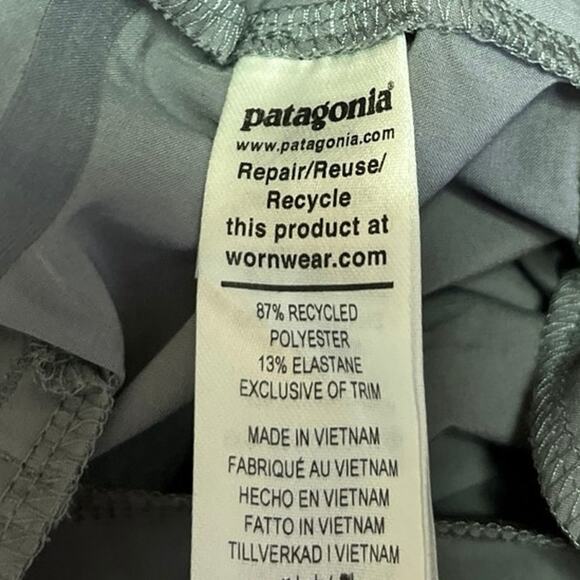 patagonia®
www.patagonia.com
Repair/Reuse/
Recycle
this product at
wornwear.com
87% RECYCLED
POLYESTER
13% ELASTANE
EXCLUSIVE OF TRIM
MADE IN VIETNAM
FABRIQUÉ AU VIETNAM
HECHO EN VIETNAM
FATTO IN VIETNAM
TILLVERKAD I VIETNAM